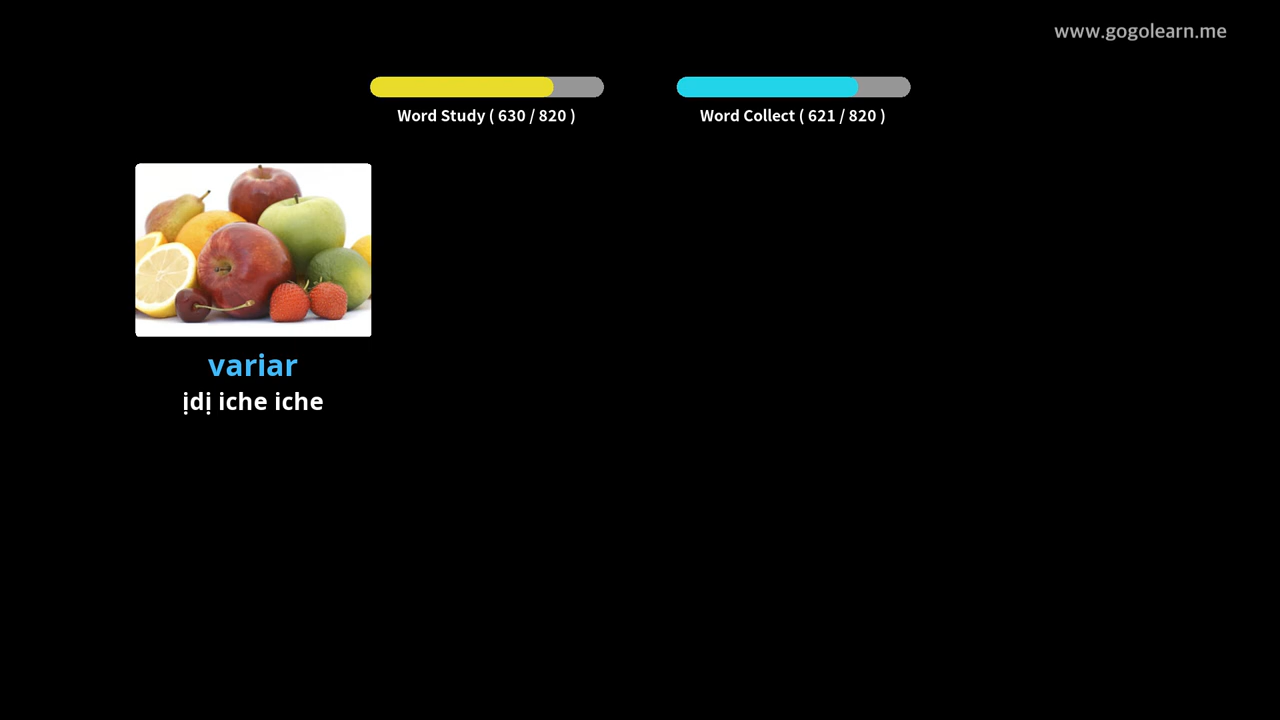 www.gogolearn.me
Word Study ( 630 / 820 )
Word Collect ( 621 / 820 )
variar
ịdị iche iche